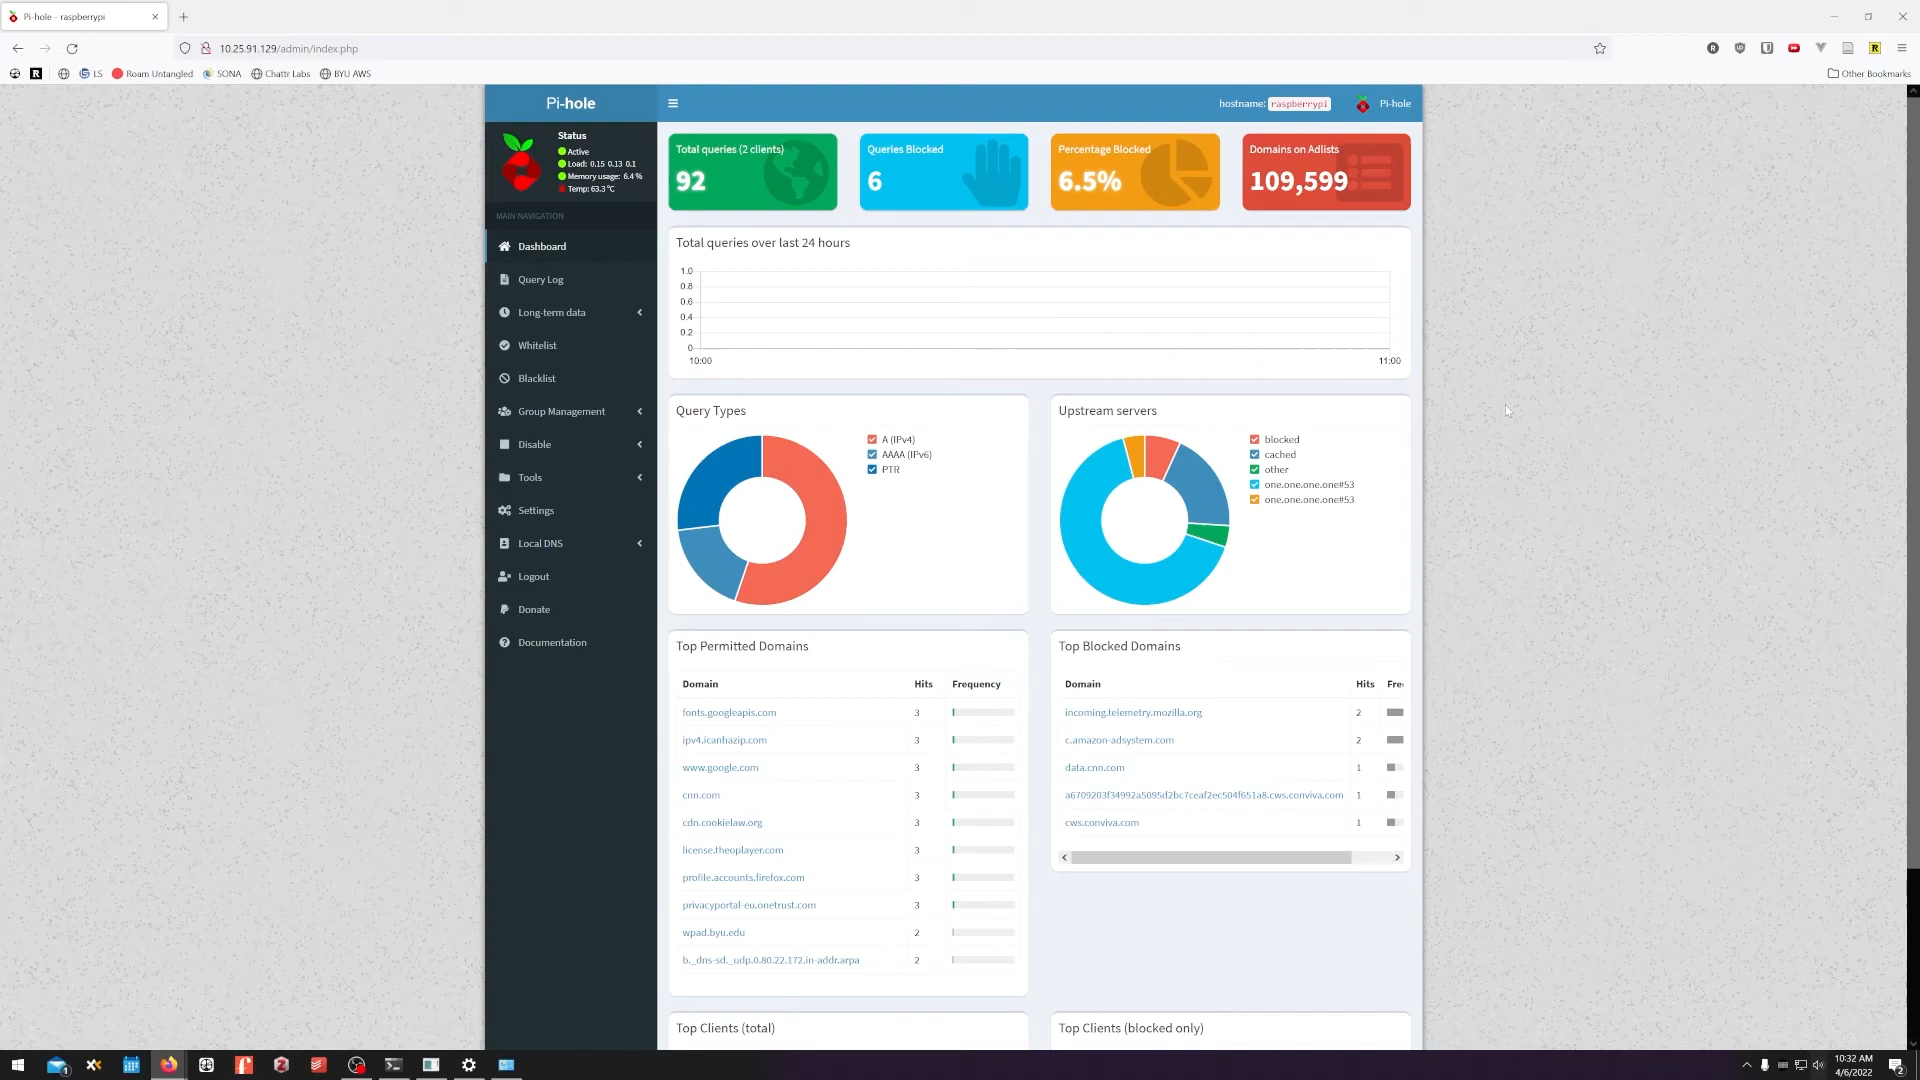 Pi-hole - raspberrypi
10.25.91.129/admin/index.php
LS
Roam Untangled
SONA
Chattr Labs
BYU AWS
Other Bookmarks
Pi-hole
hostname: raspberrypi
Pi-hole
Status
Active
Load: 0.15 0.13 0.1
Memory usage: 6.4 %
Temp: 63.3 °C
MAIN NAVIGATION
Dashboard
Query Log
Long-term data
Whitelist
Blacklist
Group Management
Disable
Tools
Settings
Local DNS
Logout
Donate
Documentation
Total queries (2 clients)
92
Queries Blocked
6
Percentage Blocked
6.5%
Domains on Adlists
109,599
Total queries over last 24 hours
1.0
0.8
0.6
0.4
0.2
0
10:00
11:00
Query Types
A (IPv4)
AAAA (IPv6)
PTR
Upstream servers
blocked
cached
other
one.one.one.one#53
one.one.one.one#53
Top Permitted Domains
Domain Hits Frequency
fonts.googleapis.com 3
ipv4.icanhazip.com 3
www.google.com 3
cnn.com 3
cdn.cookielaw.org 3
license.theoplayer.com 3
profile.accounts.firefox.com 3
privacyportal-eu.onetrust.com 3
wpad.byu.edu 2
b._dns-sd._udp.0.80.22.172.in-addr.arpa 2
Top Blocked Domains
Domain Hits Fre
incoming.telemetry.mozilla.org 2
c.amazon-adsystem.com 2
data.cnn.com 1
a6709203f34992a5095d2bc7ceaf2ec504f651a8.cws.conviva.com 1
cws.conviva.com 1
Top Clients (total)
Top Clients (blocked only)
10:32 AM
4/6/2022